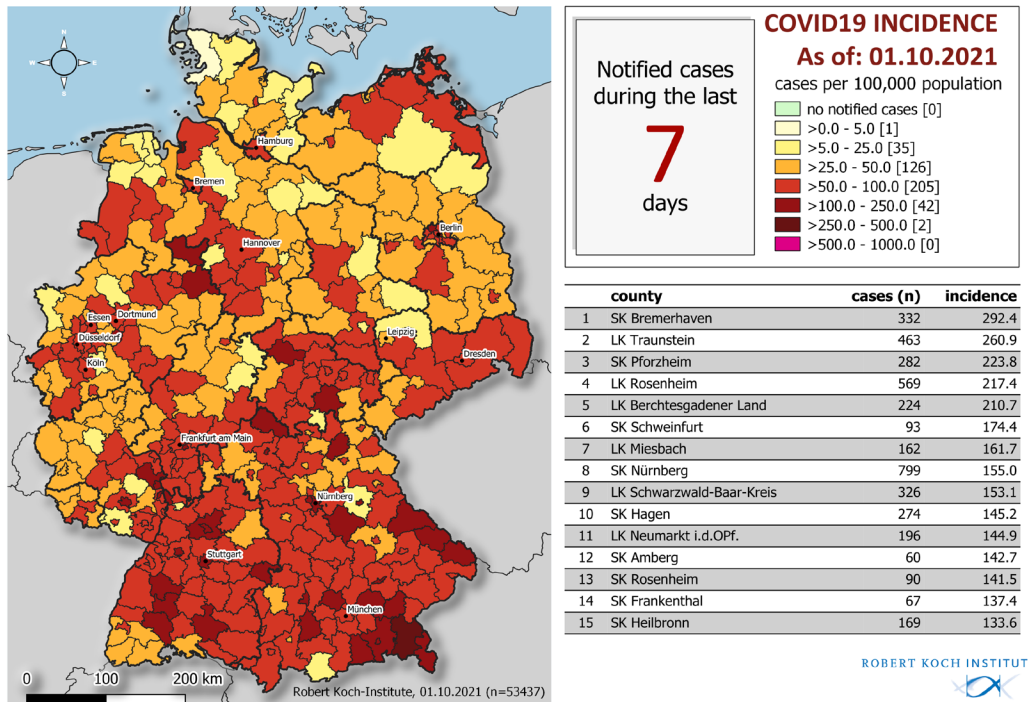 N
W E
S
Hamburg
Bremen
Berlin
Hannover
Essen
Dortmund
Düsseldorf
Köln
Leipzig
Dresden
Frankfurt am Main
Nürnberg
Stuttgart
München
0 100 200 km
Robert Koch-Institute, 01.10.2021 (n=53437)
Notified cases
during the last
7
days
COVID19 INCIDENCE
As of: 01.10.2021
cases per 100,000 population
no notified cases [0]
>0.0 - 5.0 [1]
>5.0 - 25.0 [35]
>25.0 - 50.0 [126]
>50.0 - 100.0 [205]
>100.0 - 250.0 [42]
>250.0 - 500.0 [2]
>500.0 - 1000.0 [0]
county cases (n) incidence
1 SK Bremerhaven 332 292.4
2 LK Traunstein 463 260.9
3 SK Pforzheim 282 223.8
4 LK Rosenheim 569 217.4
5 LK Berchtesgadener Land 224 210.7
6 SK Schweinfurt 93 174.4
7 LK Miesbach 162 161.7
8 SK Nürnberg 799 155.0
9 LK Schwarzwald-Baar-Kreis 326 153.1
10 SK Hagen 274 145.2
11 LK Neumarkt i.d.OPf. 196 144.9
12 SK Amberg 60 142.7
13 SK Rosenheim 90 141.5
14 SK Frankenthal 67 137.4
15 SK Heilbronn 169 133.6
ROBERT KOCH INSTITUT